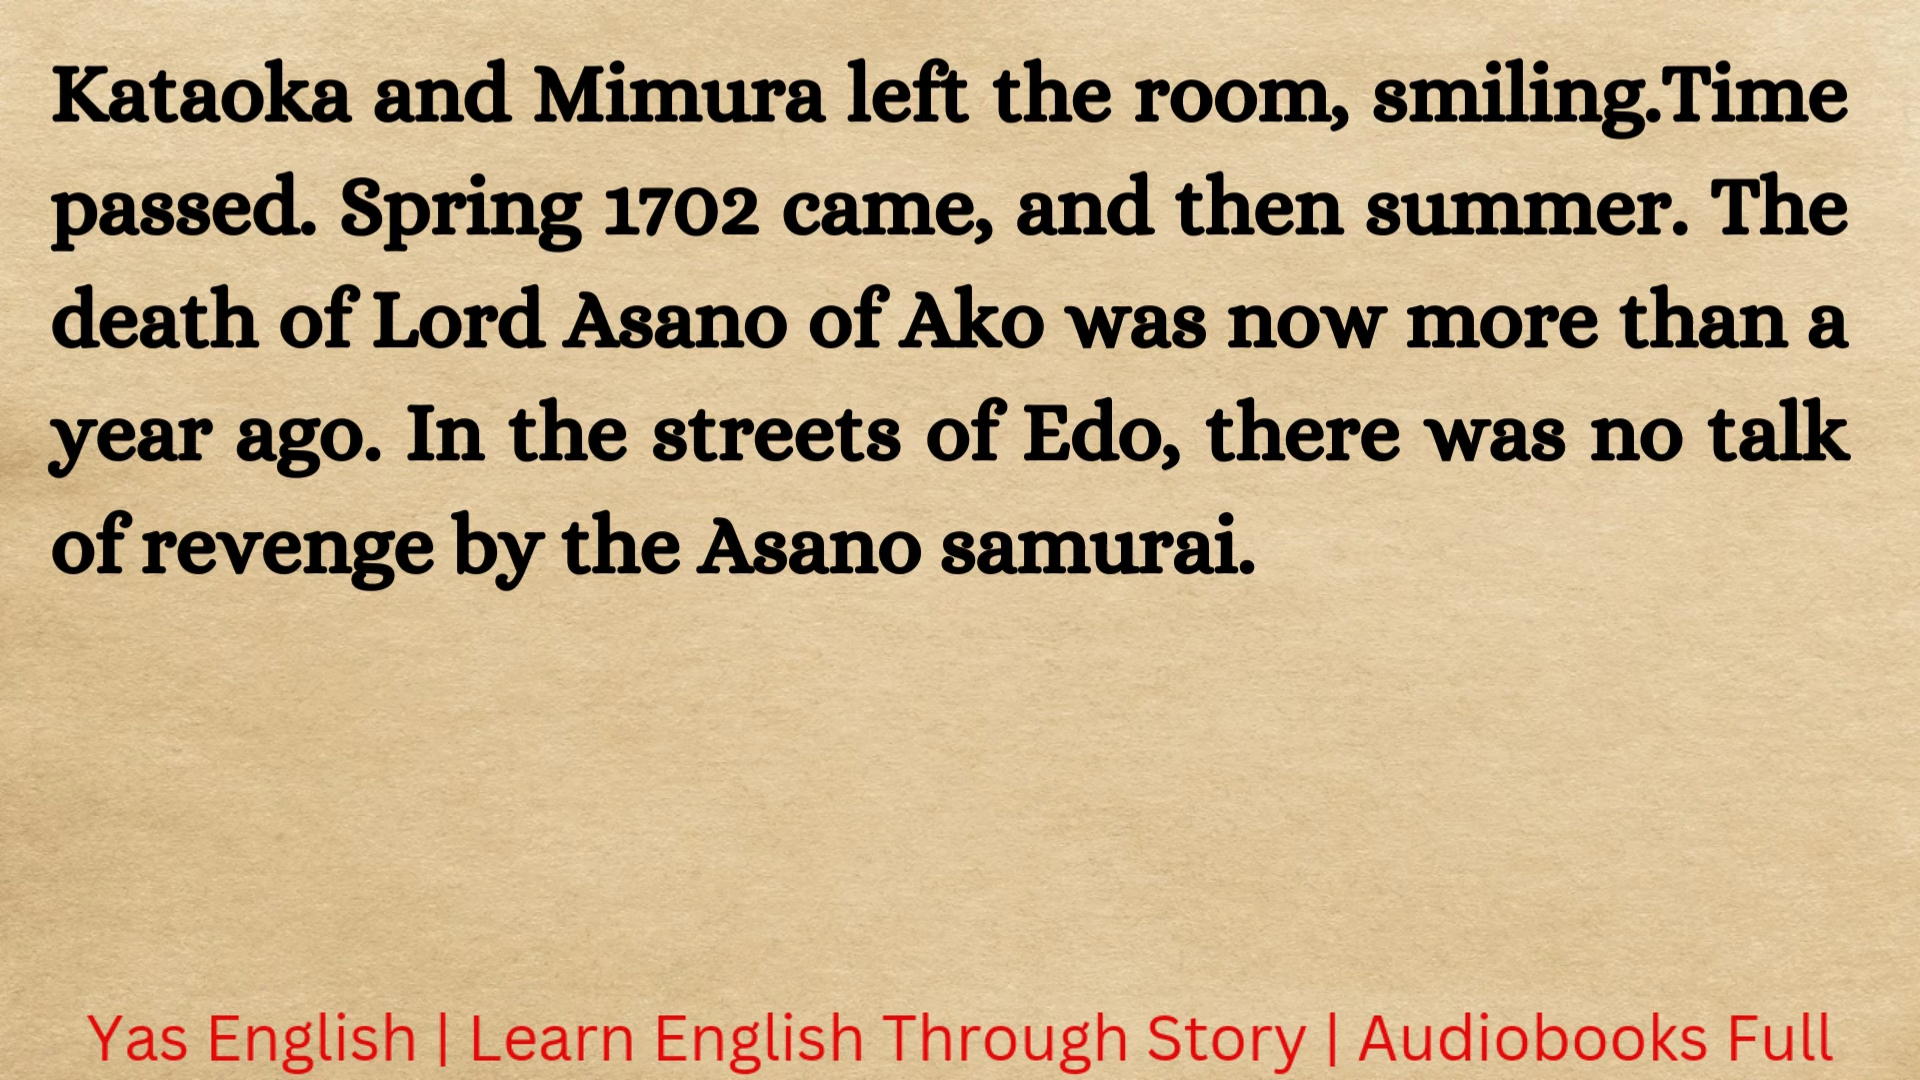 Kataoka and Mimura left the room, smiling.Time
passed. Spring 1702 came, and then summer. The
death of Lord Asano of Ako was now more than a
year ago. In the streets of Edo, there was no talk
of revenge by the Asano samurai.
Yas English | Learn English Through Story | Audiobooks Full